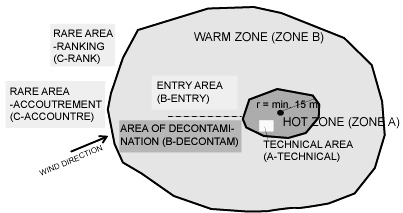 RARE AREA
-RANKING
(C-RANK)
WARM ZONE (ZONE B)
RARE AREA
-ACCOUTREMENT
(C-ACCOUNTRE)
ENTRY AREA
(B-ENTRY)
r = min. 15 m
HOT ZONE (ZONE A)
AREA OF DECONTAMI-
NATION (B-DECONTAM)
TECHNICAL AREA
(A-TECHNICAL)
WIND DIRECTION